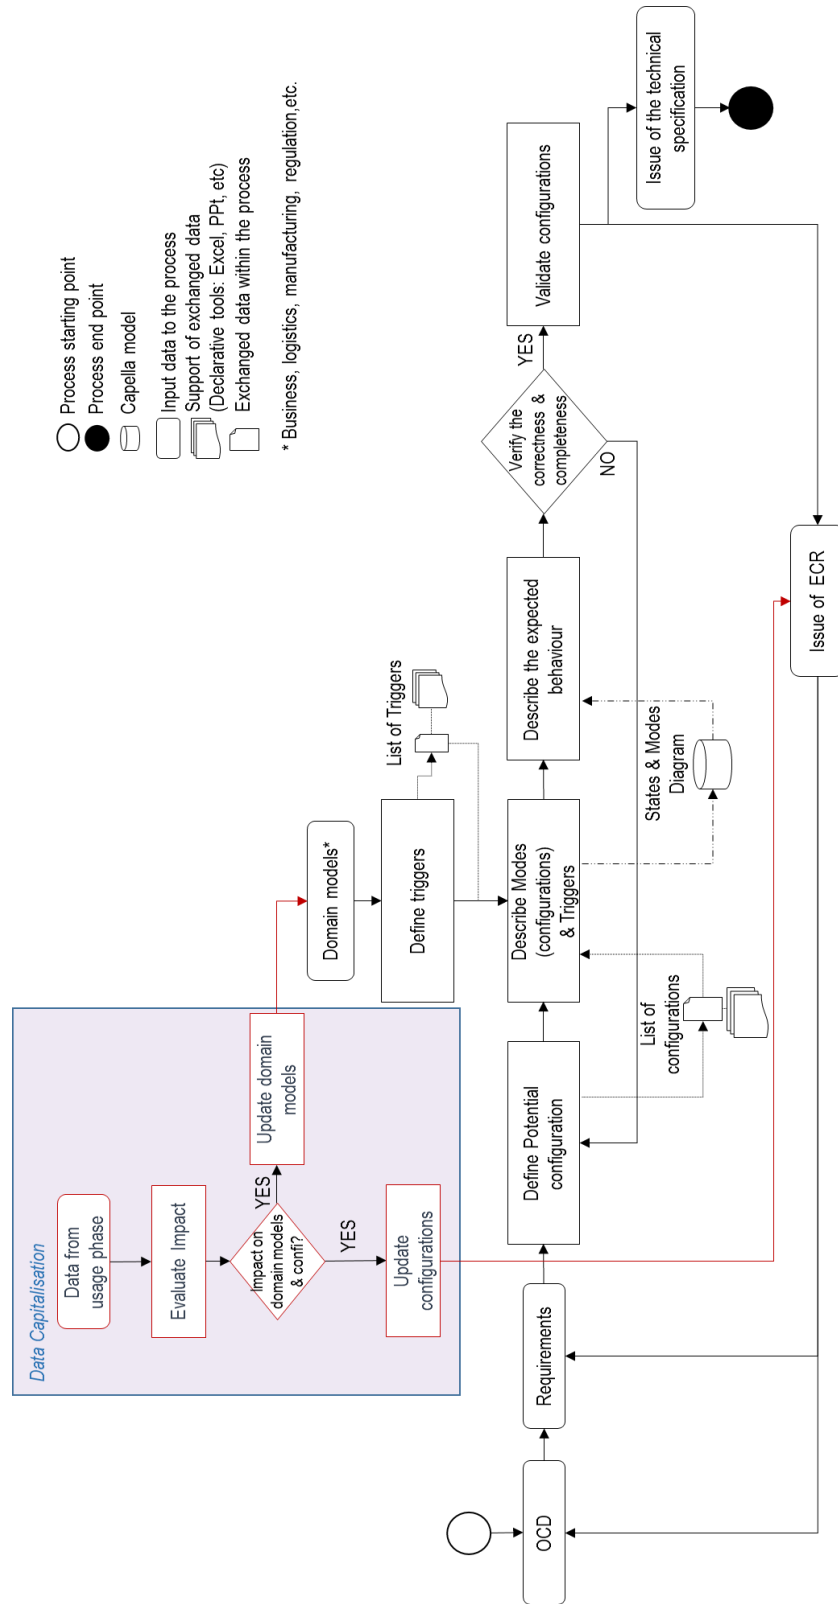 Process starting point
Process end point
Capella model
Input data to the process
Support of exchanged data
(Declarative tools: Excel, PPt, etc)
Exchanged data within the process
* Business, logistics, manufacturing, regulation,etc.
Data Capitalisation
Data from
usage phase
Evaluate Impact
Impact on
domain models
& confi?
YES
YES
Update domain
models
Update
configurations
Domain models*
Define triggers
List of Triggers
OCD
Requirements
Define Potential
configuration
List of
configurations
Describe Modes
(configurations)
& Triggers
States & Modes
Diagram
Describe the expected
behaviour
Verify the
correctness &
completeness
YES
NO
Validate configurations
Issue of the technical
specification
Issue of ECR